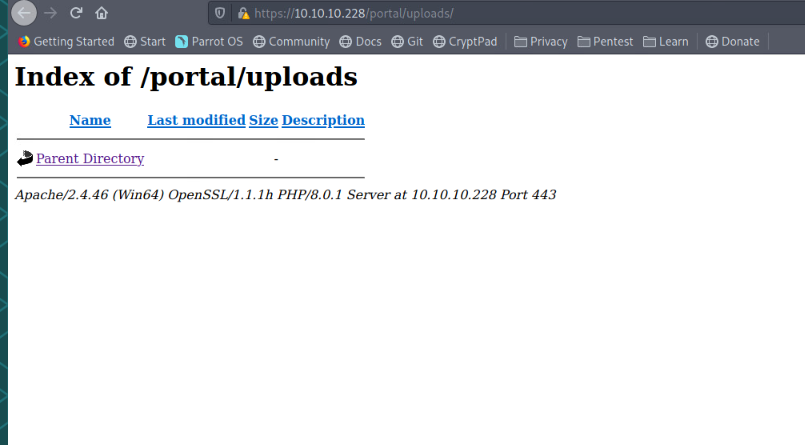 https://10.10.10.228/portal/uploads/
Getting Started Start Parrot OS Community Docs Git CryptPad Privacy Pentest Learn Donate
Index of /portal/uploads
Name Last modified Size Description
Parent Directory -
Apache/2.4.46 (Win64) OpenSSL/1.1.1h PHP/8.0.1 Server at 10.10.10.228 Port 443